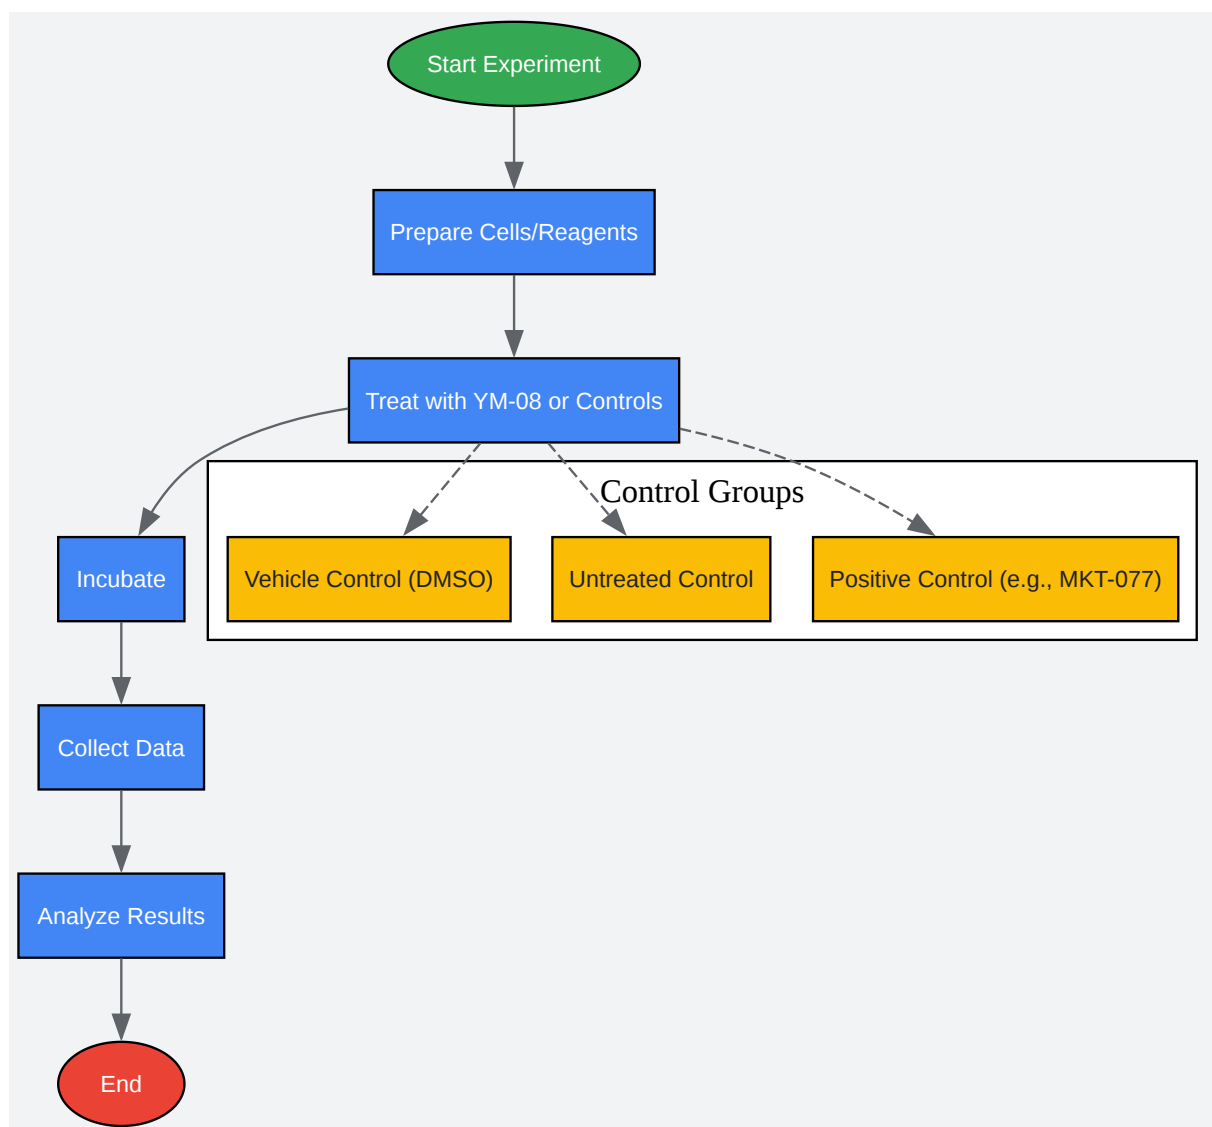 Start Experiment
Prepare Cells/Reagents
Treat with YM-08 or Controls
Control Groups
Incubate
Vehicle Control (DMSO)
Untreated Control
Positive Control (e.g., MKT-077)
Collect Data
Analyze Results
End